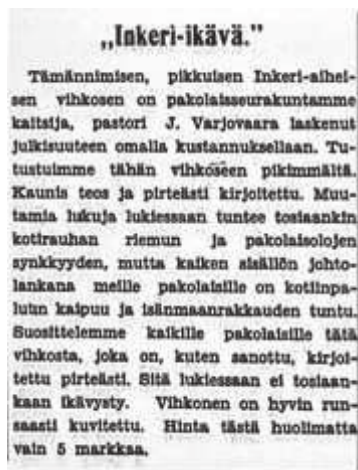 „Inkeri-ikävä.”
Tämännimisen, pikkuisen Inkeri-aihei-
sen vihkosen on pakolaisseurakuntamme
kaitsija, pastori J. Varjovaara laskenut
julkisuuteen omalla kustannuksellaan. Tu-
tustuimme tähän vihkoseen pikimmältä.
Kaunis teos ja pirteästi kirjoitettu. Muu-
tamia lukuja lukiessaan tuntee tosiaankin
kotirauhan riemun ja pakolaisolojen
synkkyyden, mutta kaiken sisällön johto-
lankana meille pakolaisille on kotiinpa-
luun kaipuu ja isänmaanrakkauden tuntu.
Suosittelemme kaikille pakolaisille tätä
vihkosta, joka on, kuten sanottu, kirjoi-
tettu pirteästi. Sitä lukiessaan ei tosiaan-
kaan ikävysty. Vihkonen on hyvin run-
saasti kuvitettu. Hinta tästä huolimatta
vain 5 markkaa.